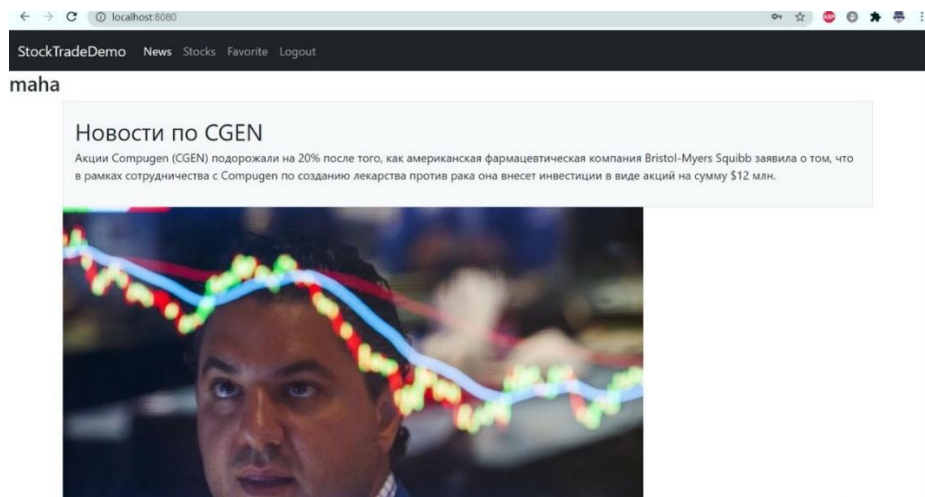 localhost:8080
ABP
StockTradeDemo News Stocks Favorite Logout
maha
Новости по CGEN
Акции Compugen (CGEN) подорожали на 20% после того, как американская фармацевтическая компания Bristol-Myers Squibb заявила о том, что
в рамках сотрудничества с Compugen по созданию лекарства против рака она внесет инвестиции в виде акций на сумму $12 млн.